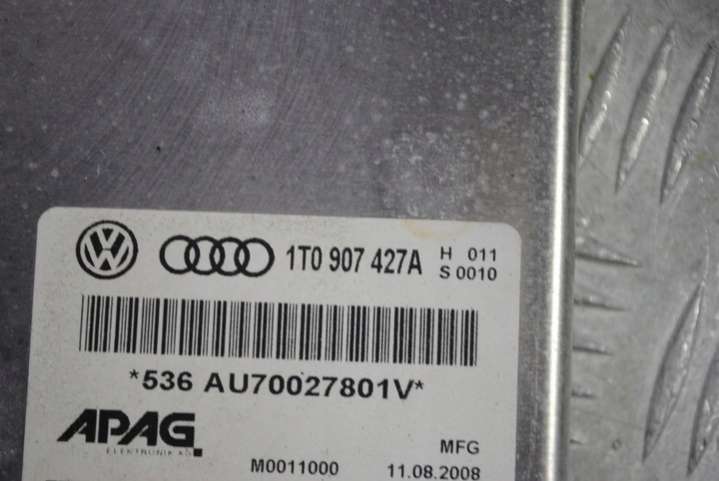 1T0 907 427A H 011
S 0010
*536 AU70027801V*
APAG
ELEKTRONIK AG
MFG
M0011000 11.08.2008